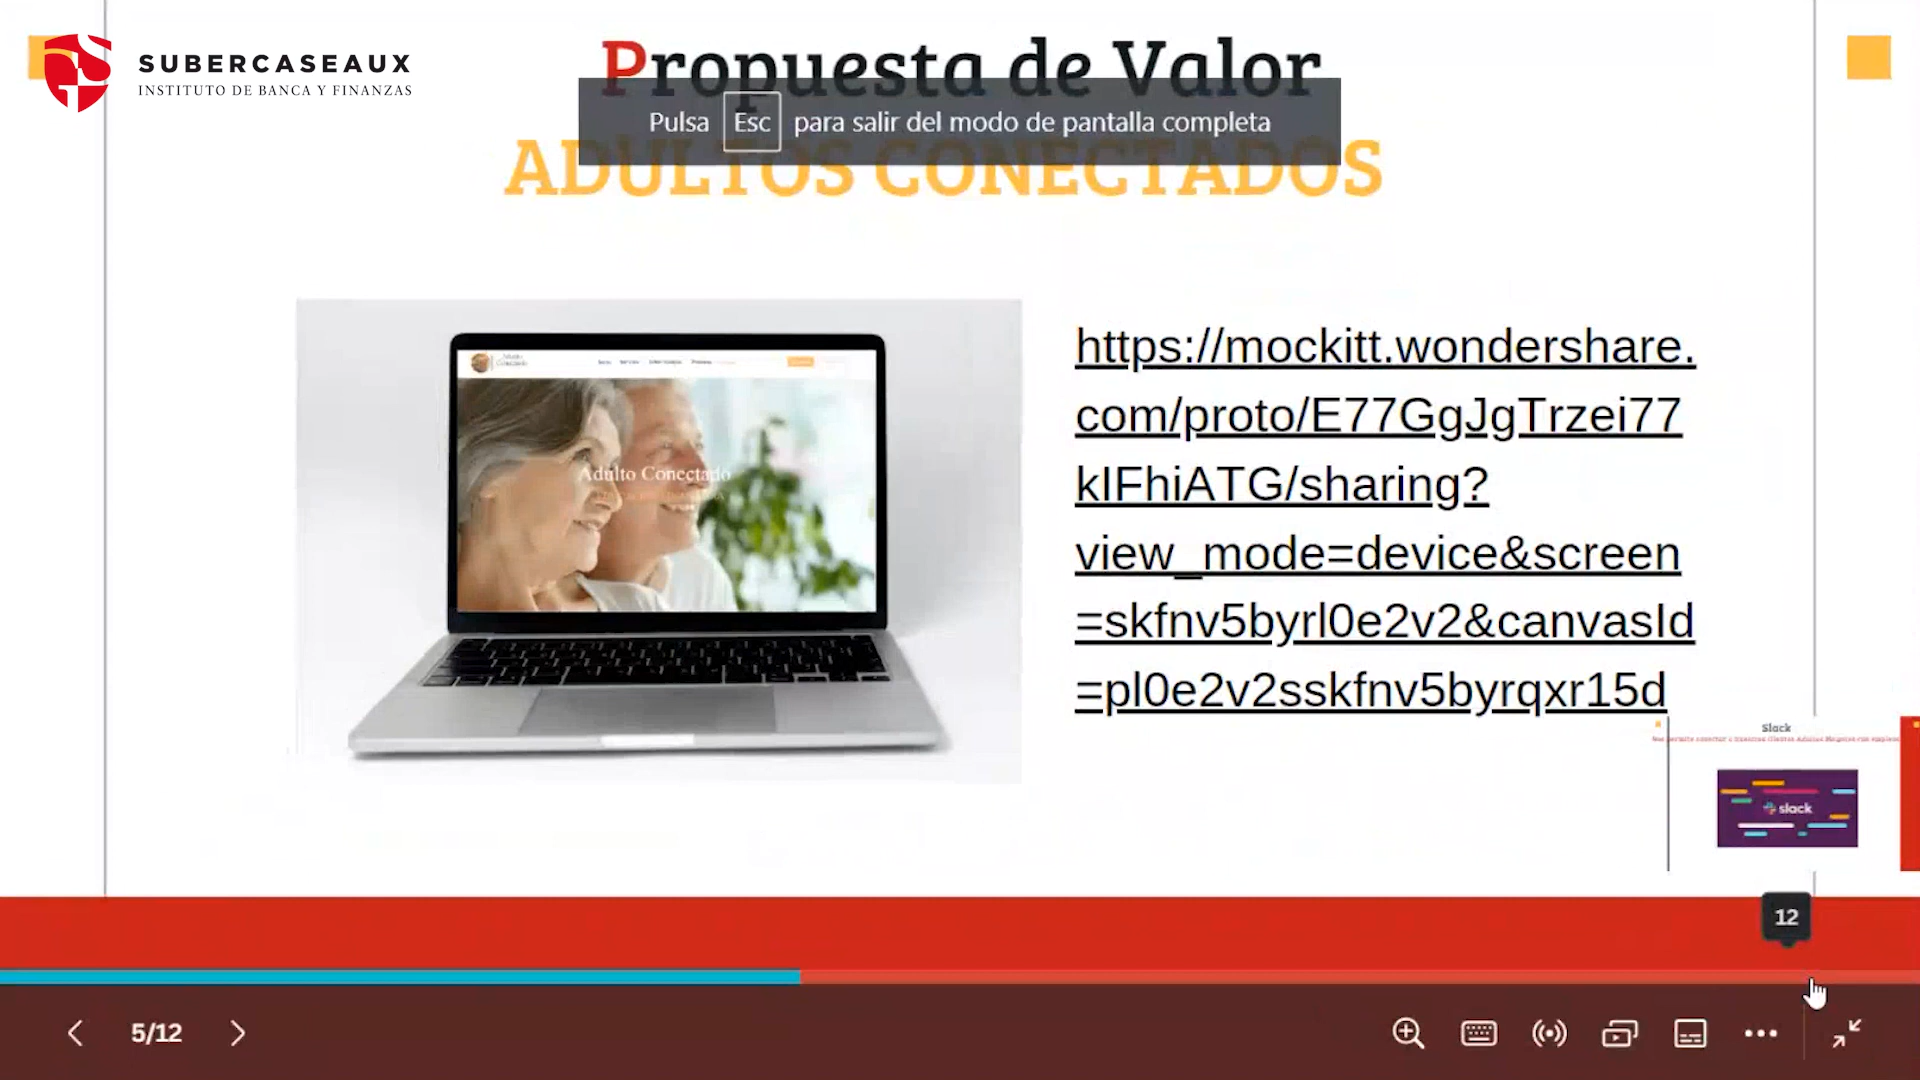 SUBERCASEAUX
INSTITUTO DE BANCA Y FINANZAS
Propuesta de Valor
Pulsa Esc para salir del modo de pantalla completa
ADULTOS CONECTADOS
Adulto Conectado
https://mockitt.wondershare.
com/proto/E77GgJgTrzei77
kIFhiATG/sharing?
view_mode=device&screen
=skfnv5byrl0e2v2&canvasId
=pl0e2v2sskfnv5byrqxr15d
Slack
slack
12
5/12